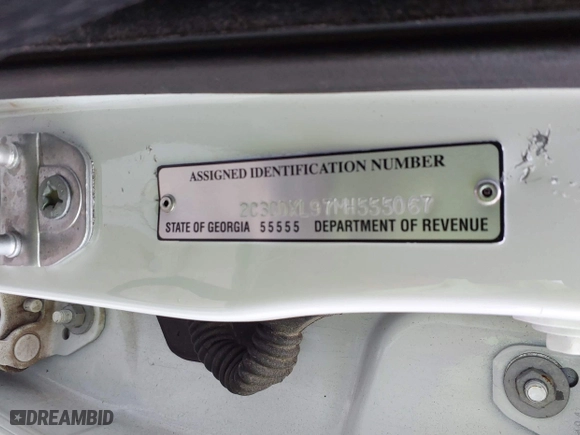 ASSIGNED IDENTIFICATION NUMBER
STATE OF GEORGIA 55555 DEPARTMENT OF REVENUE
DREAMBID